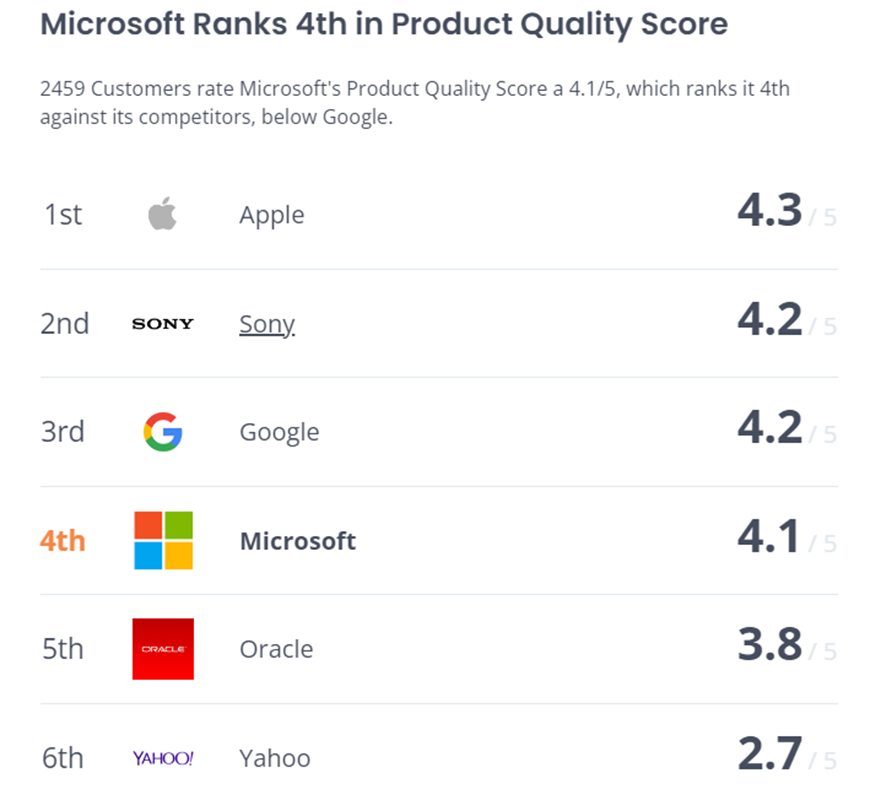 Microsoft Ranks 4th in Product Quality Score
2459 Customers rate Microsoft's Product Quality Score a 4.1/5, which ranks it 4th
against its competitors, below Google.
1st Apple 4.3 / 5
2nd SONY Sony 4.2 / 5
3rd G Google 4.2 / 5
4th Microsoft 4.1 / 5
5th ORACLE Oracle 3.8 / 5
6th YAHOO! Yahoo 2.7 / 5